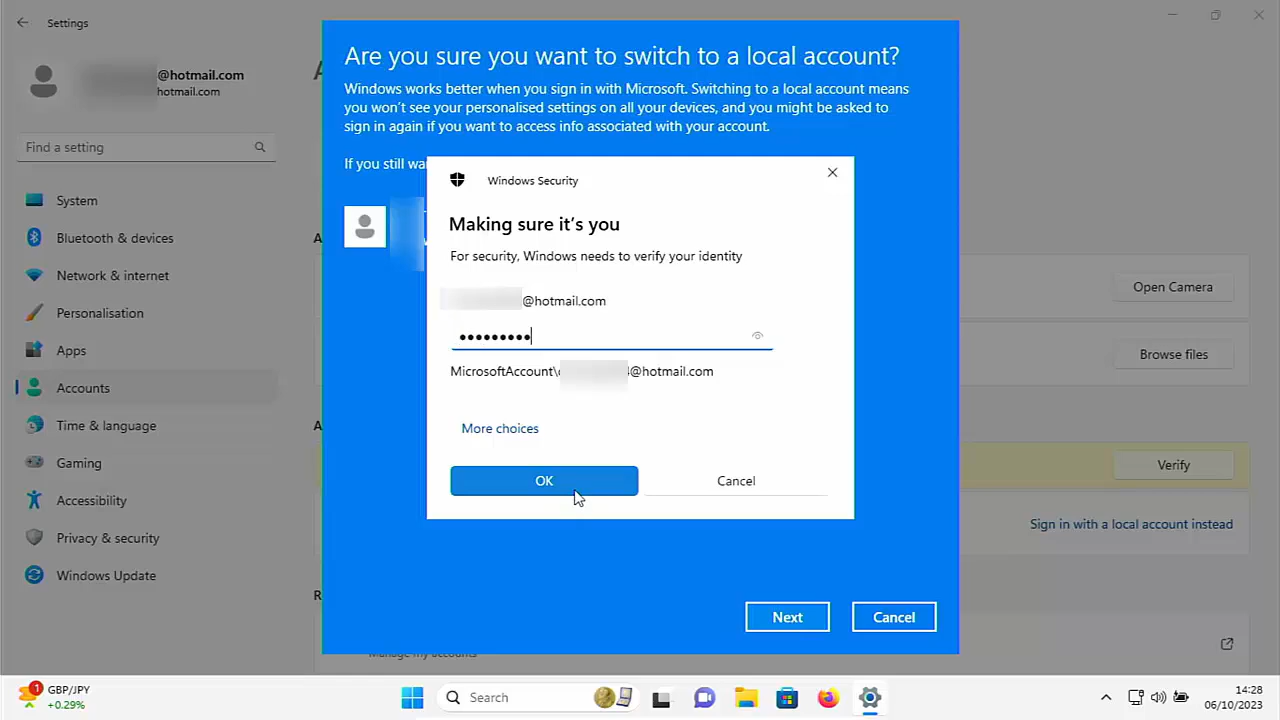 Settings
@hotmail.com
hotmail.com
Find a setting
System
Bluetooth & devices
Network & internet
Personalisation
Apps
Accounts
Time & language
Gaming
Accessibility
Privacy & security
Windows Update
Are you sure you want to switch to a local account?
Windows works better when you sign in with Microsoft. Switching to a local account means
you won't see your personalised settings on all your devices, and you might be asked to
sign in again if you want to access info associated with your account.
If you still
Windows Security
Making sure it's you
For security, Windows needs to verify your identity
@hotmail.com
•••••••••
MicrosoftAccount\ @hotmail.com
More choices
OK
Cancel
Next
Cancel
Open Camera
Browse files
Verify
Sign in with a local account instead
Manage my accounts
1
GBP/JPY
+0.29%
Search
14:28
06/10/2023